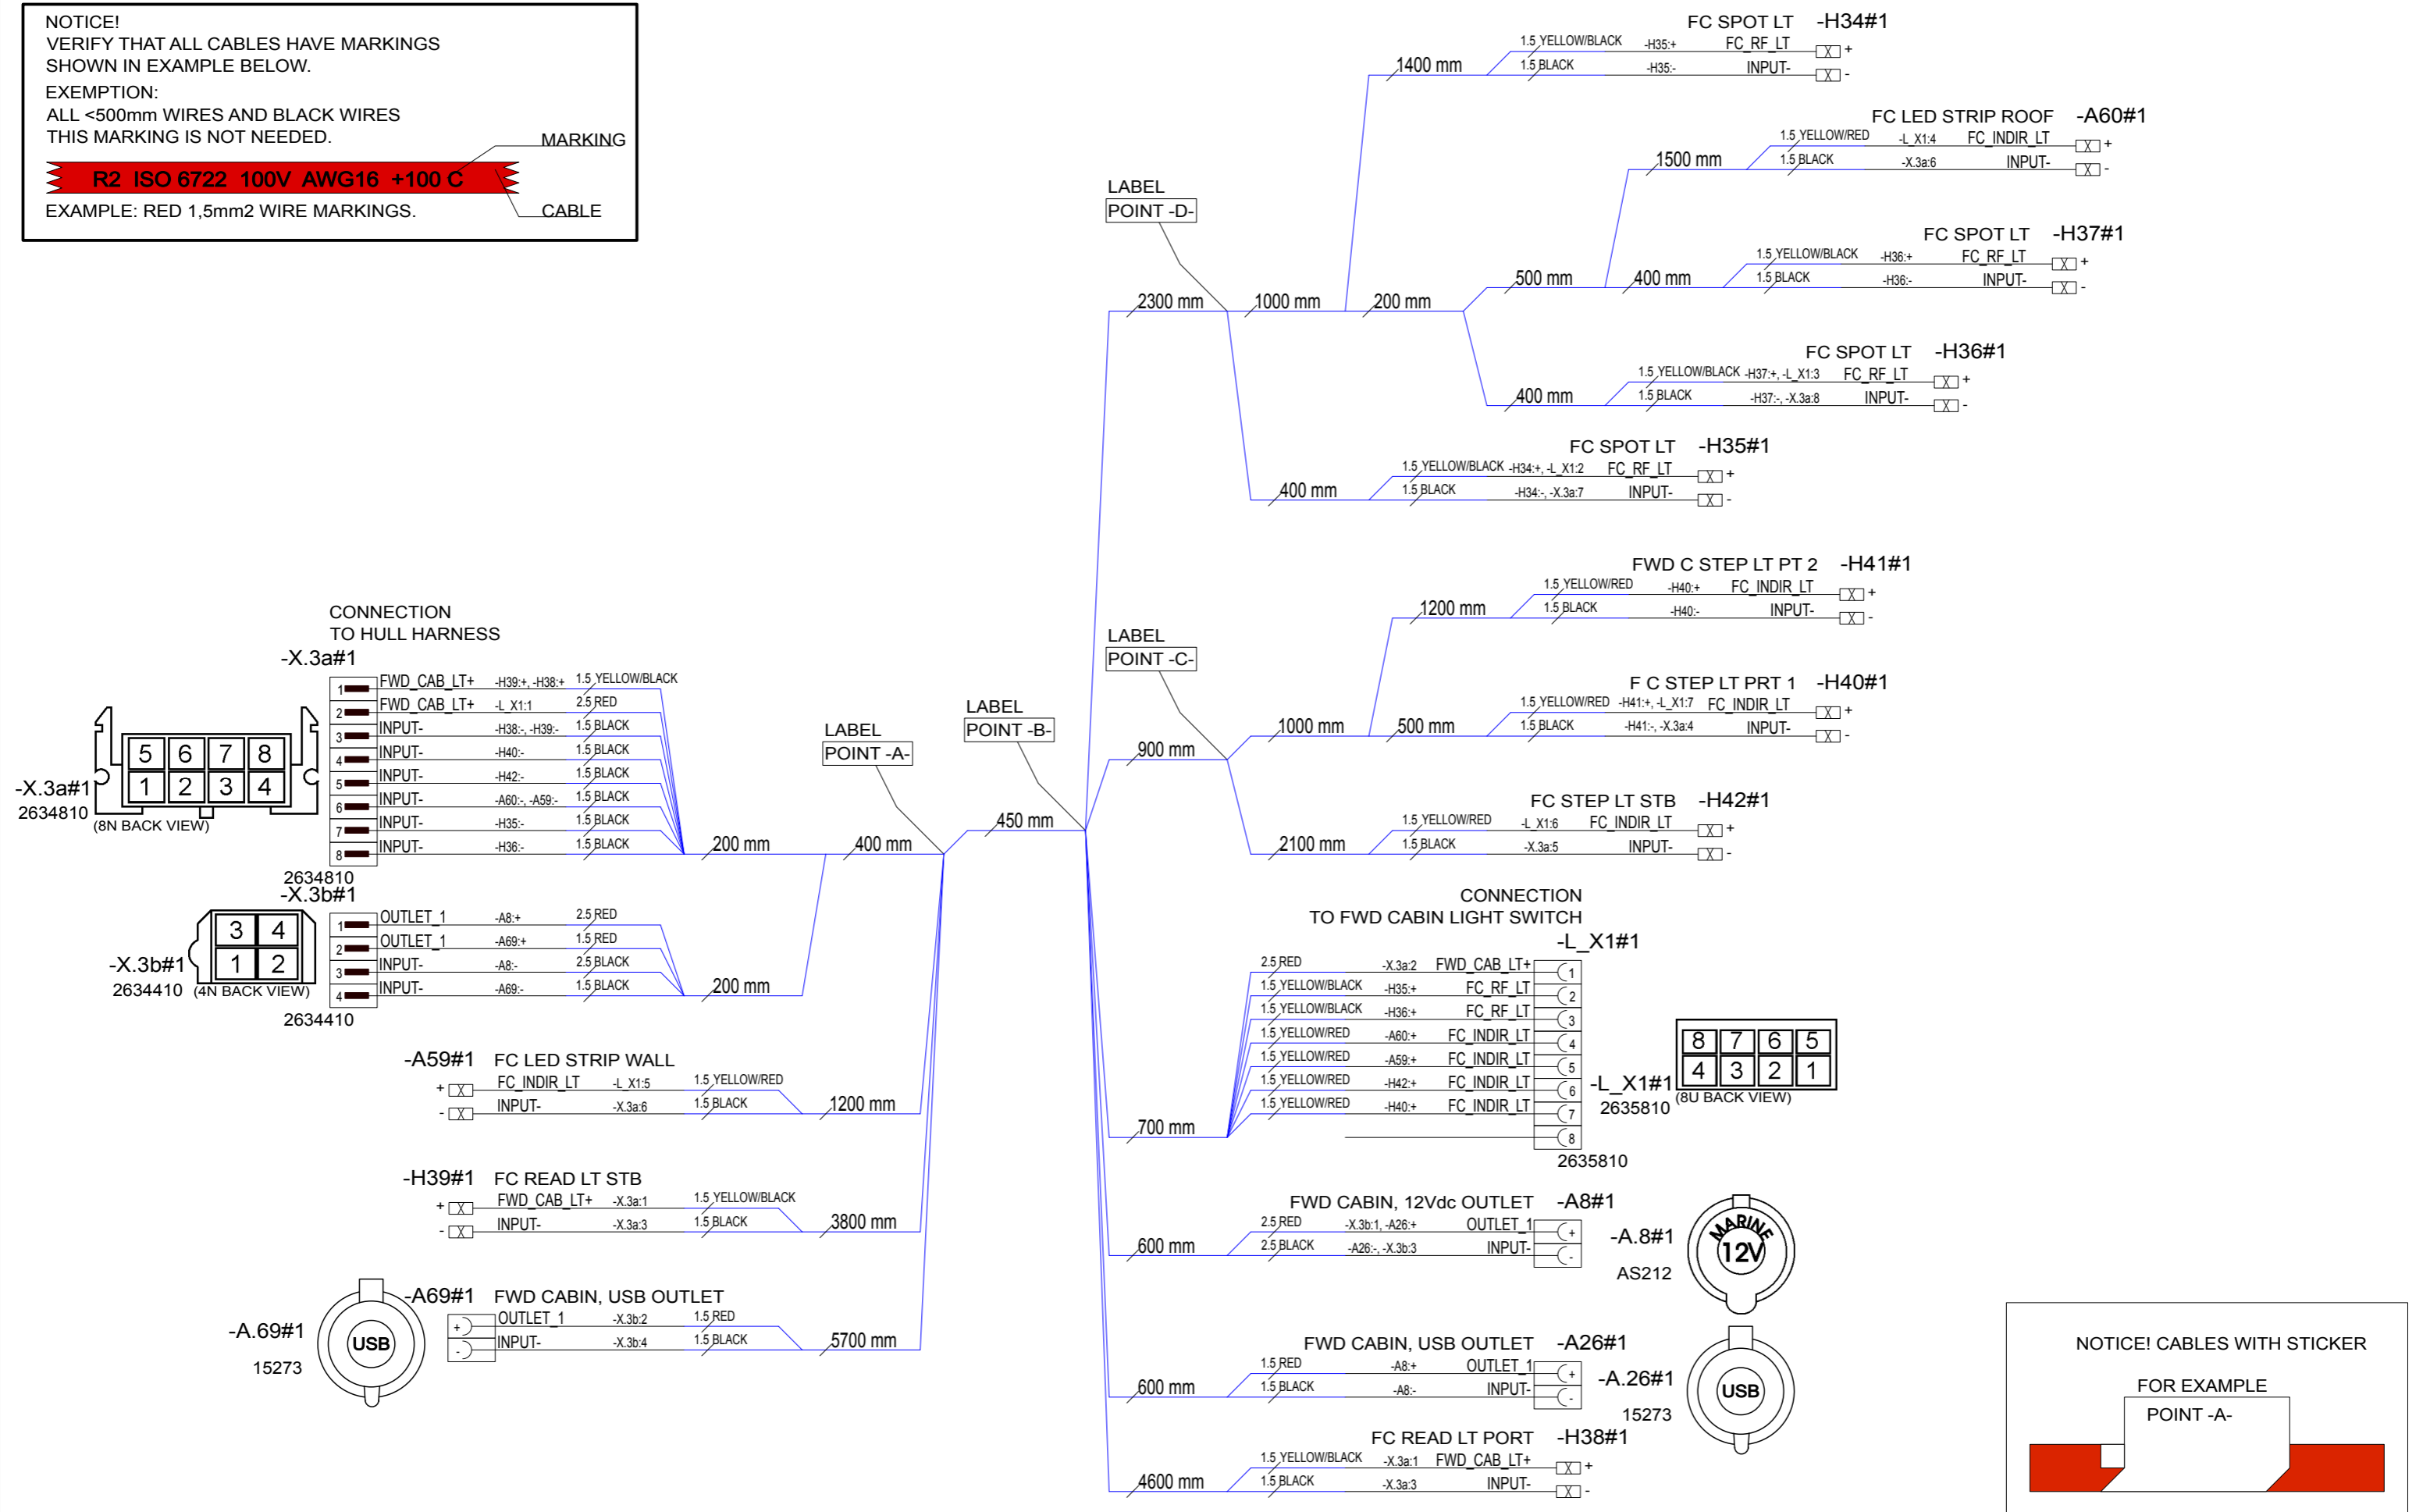 NOTICE!
VERIFY THAT ALL CABLES HAVE MARKINGS
SHOWN IN EXAMPLE BELOW.
EXEMPTION:
ALL <500mm WIRES AND BLACK WIRES
THIS MARKING IS NOT NEEDED.
MARKING
R2 ISO 6722 100V AWG16 +100 C
EXAMPLE: RED 1,5mm2 WIRE MARKINGS.
CABLE
FC SPOT LT -H34#1
1.5 YELLOW/BLACK -H35:+ FC_RF_LT X +
1400 mm
1.5 BLACK -H35:- INPUT- X -
FC LED STRIP ROOF -A60#1
1.5 YELLOW/RED -L_X1:4 FC_INDIR_LT X +
1500 mm
1.5 BLACK -X.3a:6 INPUT- X -
LABEL
POINT -D-
FC SPOT LT -H37#1
1.5 YELLOW/BLACK -H36:+ FC_RF_LT X +
500 mm 400 mm
1.5 BLACK -H36:- INPUT- X -
2300 mm 1000 mm 200 mm
FC SPOT LT -H36#1
1.5 YELLOW/BLACK -H37:+, -L_X1:3 FC_RF_LT X +
400 mm
1.5 BLACK -H37:-, -X.3a:8 INPUT- X -
FC SPOT LT -H35#1
1.5 YELLOW/BLACK -H34:+, -L_X1:2 FC_RF_LT X +
400 mm
1.5 BLACK -H34:-, -X.3a:7 INPUT- X -
FWD C STEP LT PT 2 -H41#1
1.5 YELLOW/RED -H40:+ FC_INDIR_LT X +
1200 mm
1.5 BLACK -H40:- INPUT- X -
LABEL
POINT -C-
F C STEP LT PRT 1 -H40#1
1.5 YELLOW/RED -H41:+, -L_X1:7 FC_INDIR_LT X +
1000 mm 500 mm
1.5 BLACK -H41:-, -X.3a:4 INPUT- X -
900 mm
FC STEP LT STB -H42#1
1.5 YELLOW/RED -L_X1:6 FC_INDIR_LT X +
2100 mm
1.5 BLACK -X.3a:5 INPUT- X -
CONNECTION
TO HULL HARNESS
-X.3a#1
1 FWD_CAB_LT+ -H39:+, -H38:+ 1.5 YELLOW/BLACK
2 FWD_CAB_LT+ -L_X1:1 2.5 RED
3 INPUT- -H38:-, -H39:- 1.5 BLACK
4 INPUT- -H40:- 1.5 BLACK
5 INPUT- -H42:- 1.5 BLACK
6 INPUT- -A60:-, -A59:- 1.5 BLACK
7 INPUT- -H35:- 1.5 BLACK
8 INPUT- -H36:- 1.5 BLACK
2634810
5 6 7 8
1 2 3 4
-X.3a#1
2634810
(8N BACK VIEW)
200 mm 400 mm
LABEL
POINT -A-
LABEL
POINT -B-
450 mm
-X.3b#1
1 OUTLET_1 -A8:+ 2.5 RED
2 OUTLET_1 -A69:+ 1.5 RED
3 INPUT- -A8:- 2.5 BLACK
4 INPUT- -A69:- 1.5 BLACK
2634410
3 4
1 2
-X.3b#1
2634410 (4N BACK VIEW)
200 mm
-A59#1 FC LED STRIP WALL
+ X FC_INDIR_LT -L_X1:5 1.5 YELLOW/RED
- X INPUT- -X.3a:6 1.5 BLACK
1200 mm
-H39#1 FC READ LT STB
+ X FWD_CAB_LT+ -X.3a:1 1.5 YELLOW/BLACK
- X INPUT- -X.3a:3 1.5 BLACK
3800 mm
-A69#1 FWD CABIN, USB OUTLET
+ OUTLET_1 -X.3b:2 1.5 RED
- INPUT- -X.3b:4 1.5 BLACK
5700 mm
-A.69#1
15273
USB
CONNECTION
TO FWD CABIN LIGHT SWITCH
-L_X1#1
2.5 RED -X.3a:2 FWD_CAB_LT+ 1
1.5 YELLOW/BLACK -H35:+ FC_RF_LT 2
1.5 YELLOW/BLACK -H36:+ FC_RF_LT 3
1.5 YELLOW/RED -A60:+ FC_INDIR_LT 4
1.5 YELLOW/RED -A59:+ FC_INDIR_LT 5
1.5 YELLOW/RED -H42:+ FC_INDIR_LT 6
1.5 YELLOW/RED -H40:+ FC_INDIR_LT 7
8
700 mm
2635810
8 7 6 5
4 3 2 1
-L_X1#1
2635810
(8U BACK VIEW)
FWD CABIN, 12Vdc OUTLET -A8#1
2.5 RED -X.3b:1, -A26:+ OUTLET_1 +
600 mm
2.5 BLACK -A26:-, -X.3b:3 INPUT- -
-A.8#1
AS212
MARINE
12V
FWD CABIN, USB OUTLET -A26#1
1.5 RED -A8:+ OUTLET_1 +
600 mm
1.5 BLACK -A8:- INPUT- -
-A.26#1
15273
USB
FC READ LT PORT -H38#1
1.5 YELLOW/BLACK -X.3a:1 FWD_CAB_LT+ X +
4600 mm
1.5 BLACK -X.3a:3 INPUT- X -
NOTICE! CABLES WITH STICKER
FOR EXAMPLE
POINT -A-